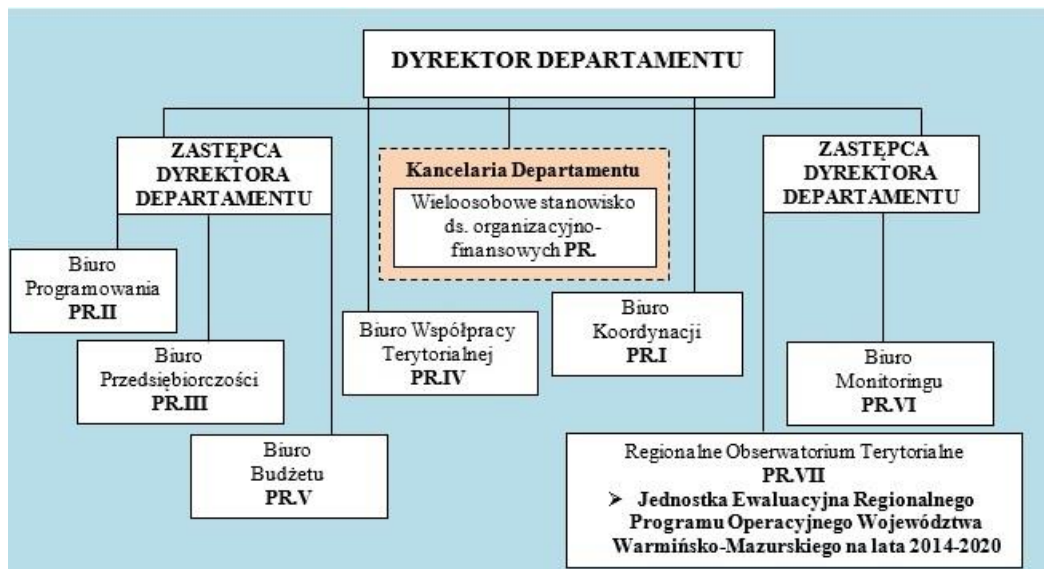 DYREKTOR DEPARTAMENTU
ZASTĘPCA
DYREKTORA
DEPARTAMENTU
Kancelaria Departamentu
Wieloosobowe stanowisko
ds. organizacyjno-
finansowych PR.
ZASTĘPCA
DYREKTORA
DEPARTAMENTU
Biuro
Programowania
PR.II
Biuro
Przedsiębiorczości
PR.III
Biuro
Budżetu
PR.V
Biuro Współpracy
Terytorialnej
PR.IV
Biuro
Koordynacji
PR.I
Biuro
Monitoringu
PR.VI
Regionalne Obserwatorium Terytorialne
PR.VII
➤ Jednostka Ewaluacyjna Regionalnego
Programu Operacyjnego Województwa
Warmińsko-Mazurskiego na lata 2014-2020